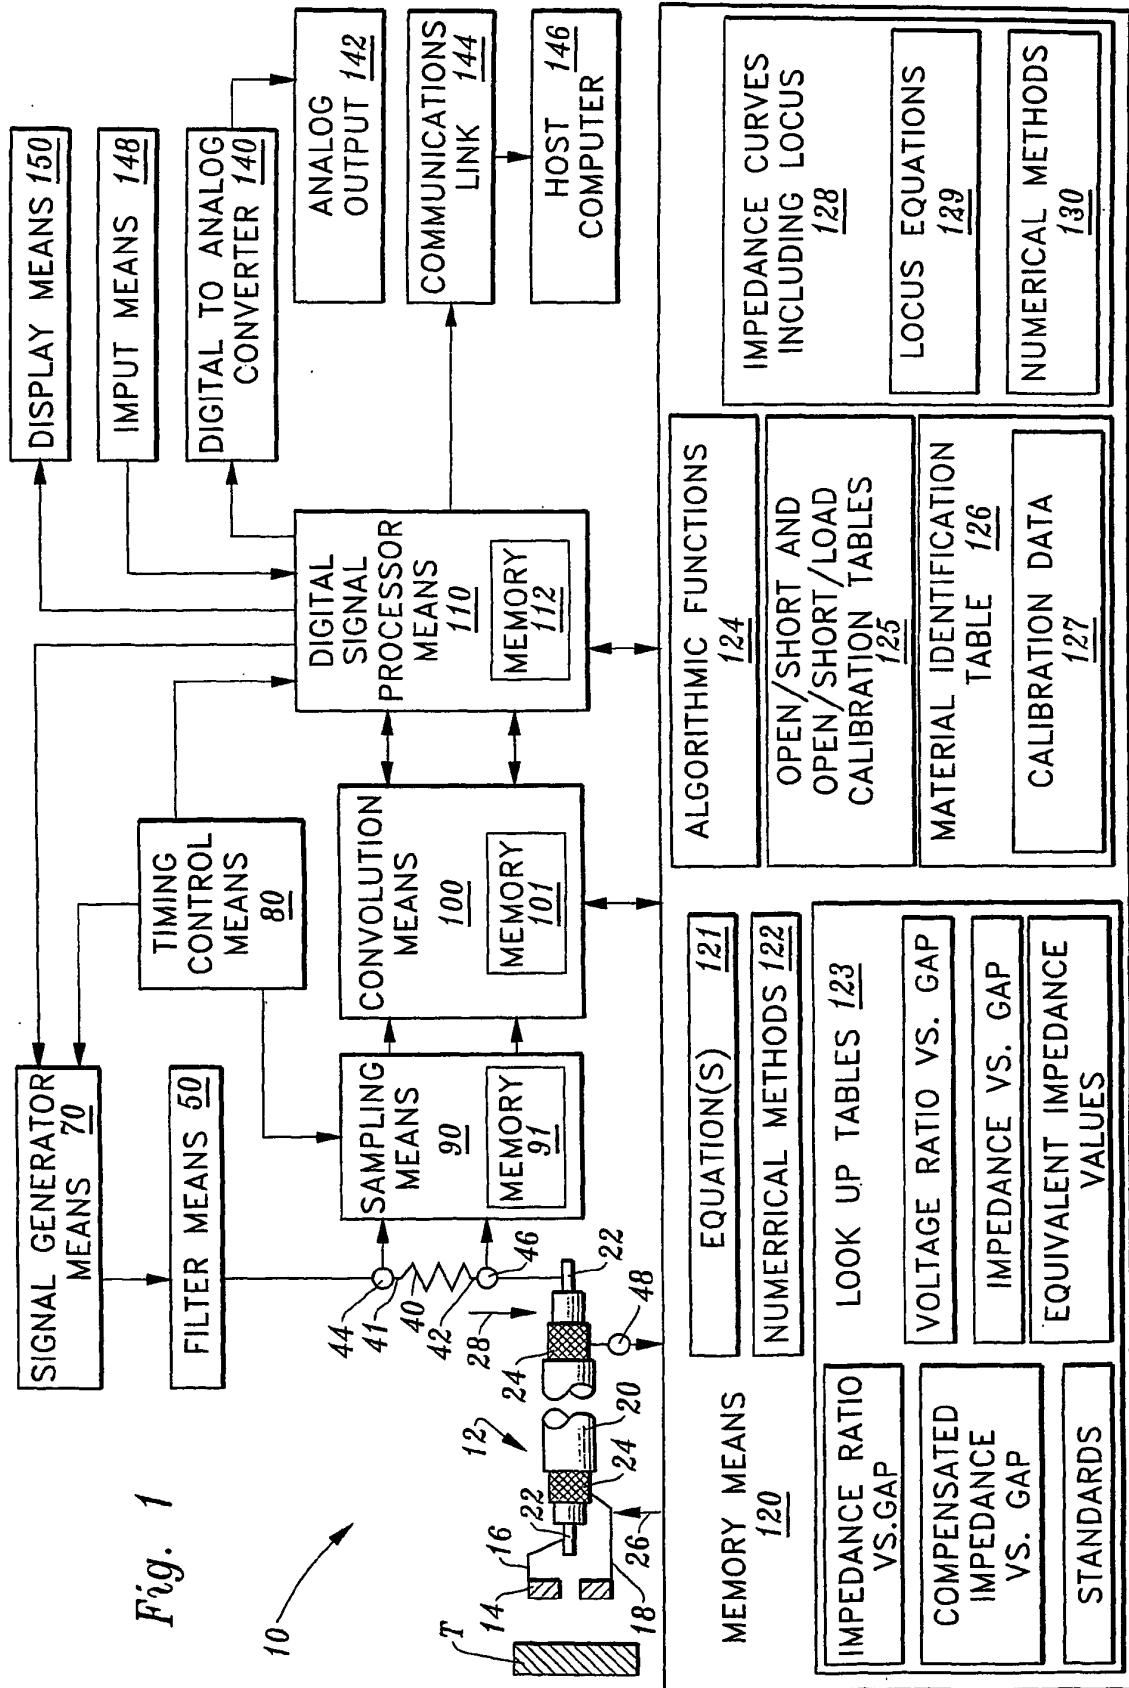 Fig. 1
10
SIGNAL GENERATOR
MEANS 70
FILTER MEANS 50
TIMING
CONTROL
MEANS
80
DISPLAY MEANS 150
IMPUT MEANS 148
DIGITAL TO ANALOG
CONVERTER 140
ANALOG
OUTPUT 142
COMMUNICATIONS
LINK 144
HOST 146
COMPUTER
SAMPLING
MEANS
90
MEMORY
91
CONVOLUTION
MEANS
100
MEMORY
101
DIGITAL
SIGNAL
PROCESSOR
MEANS
110
MEMORY
112
44
41
40
42
46
28
22
48
24
12
20
24
22
16
14
18
26
T
MEMORY MEANS
120
EQUATION(S) 121
NUMERRICAL METHODS 122
LOOK UP TABLES 123
IMPEDANCE RATIO
VS.GAP
VOLTAGE RATIO VS. GAP
COMPENSATED
IMPEDANCE
VS. GAP
IMPEDANCE VS. GAP
EQUIVALENT IMPEDANCE
VALUES
STANDARDS
ALGORITHMIC FUNCTIONS
124
OPEN/SHORT AND
OPEN/SHORT/LOAD
CALIBRATION TABLES
125
MATERIAL IDENTIFICATION
TABLE 126
CALIBRATION DATA
127
IMPEDANCE CURVES
INCLUDING LOCUS
128
LOCUS EQUATIONS
129
NUMERICAL METHODS
130